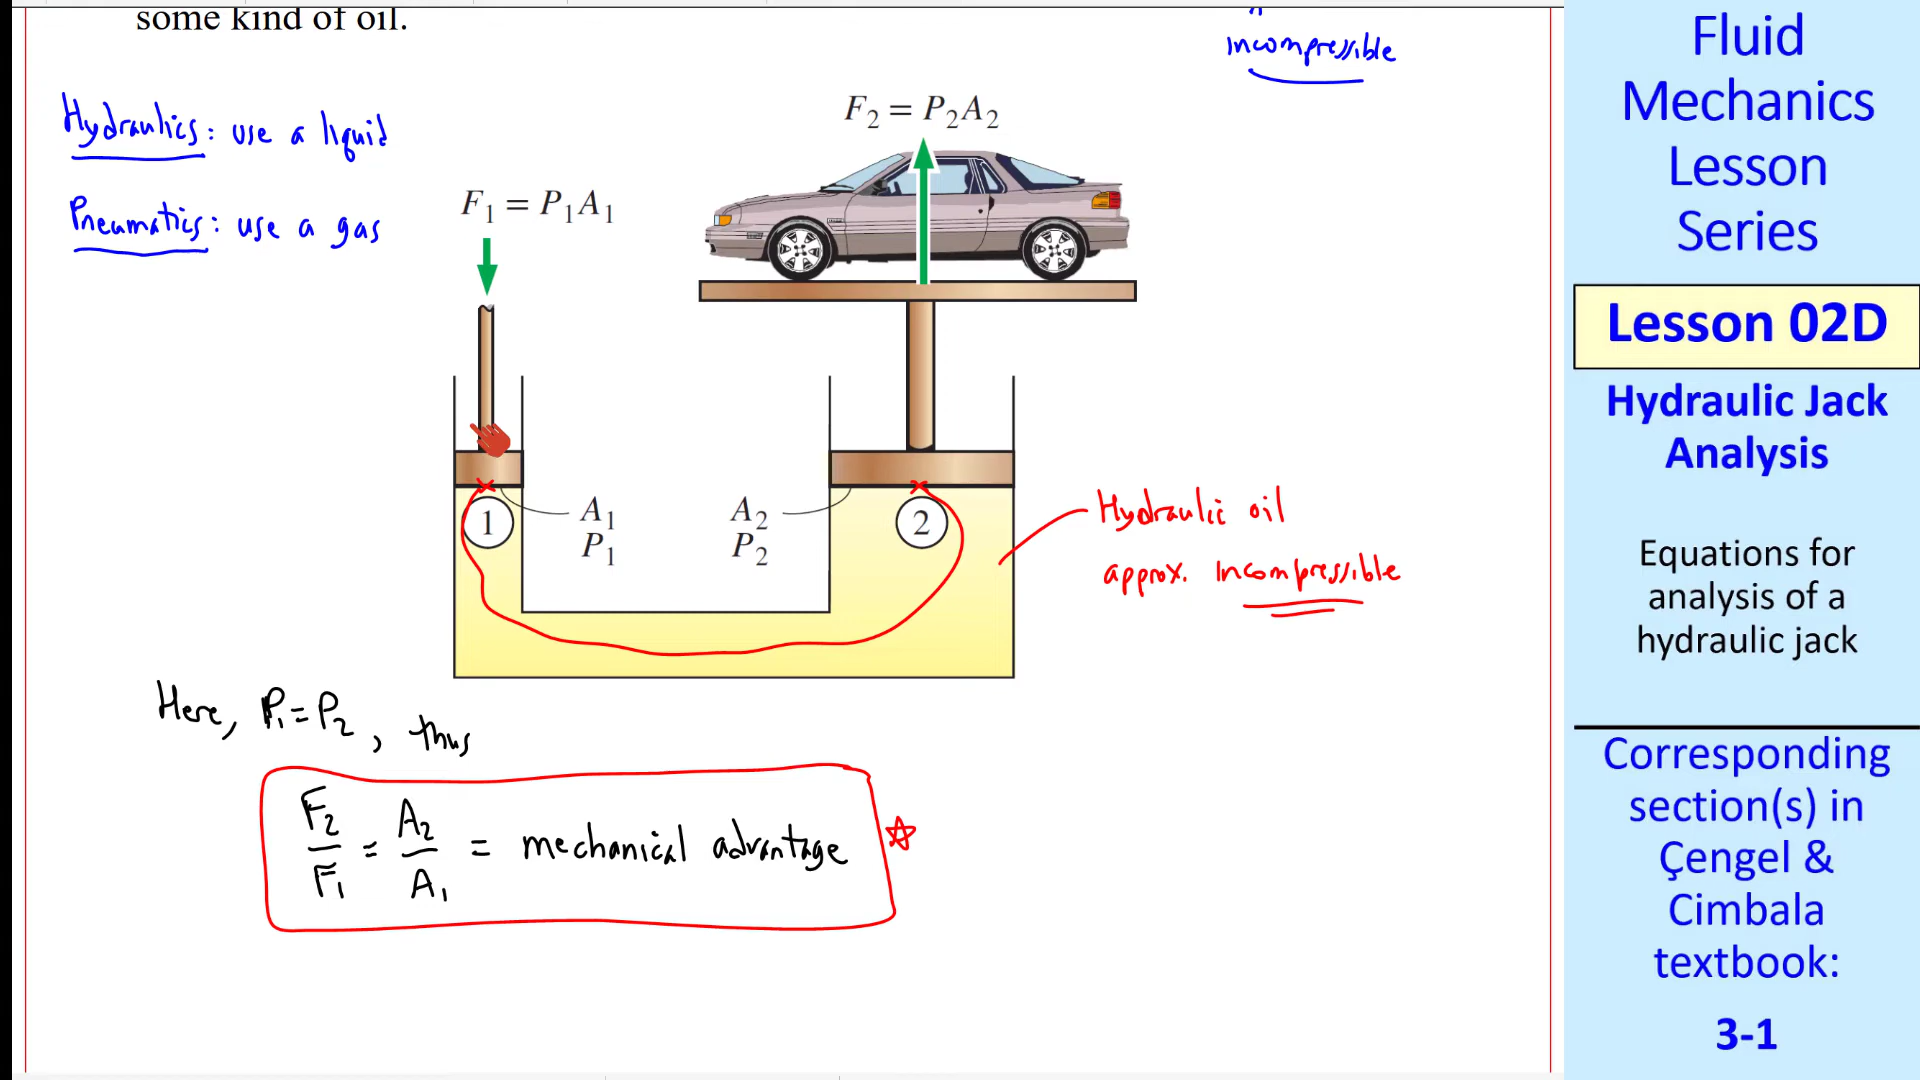 some kind of oil.
incompressible
Hydraulics: use a liquid
Pneumatics: use a gas
F₁ = P₁A₁
F₂ = P₂A₂
1
A₁
P₁
A₂
P₂
2
Hydraulic oil
approx. incompressible
Here, P₁=P₂, thus
F₂/F₁ = A₂/A₁ = mechanical advantage
Fluid
Mechanics
Lesson
Series
Lesson 02D
Hydraulic Jack
Analysis
Equations for
analysis of a
hydraulic jack
Corresponding
section(s) in
Çengel &
Cimbala
textbook:
3-1